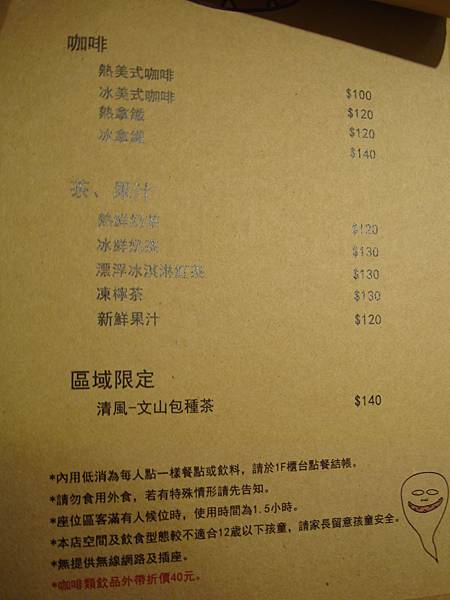 咖啡
熱美式咖啡 $100
冰美式咖啡 $120
熱拿鐵 $120
冰拿鐵 $140
茶、果汁
熱鮮奶茶 $120
冰鮮奶茶 $130
漂浮冰淇淋紅茶 $130
凍檸茶 $130
新鮮果汁 $120
區域限定
清風-文山包種茶 $140
*內用低消為每人點一樣餐點或飲料，請於1F櫃台點餐結帳。
*請勿食用外食，若有特殊情形請先告知。
*座位區客滿有人候位時，使用時間為1.5小時。
*本店空間及飲食型態較不適合12歲以下孩童，請家長留意孩童安全。
*無提供無線網路及插座。
*咖啡類飲品外帶折價40元。